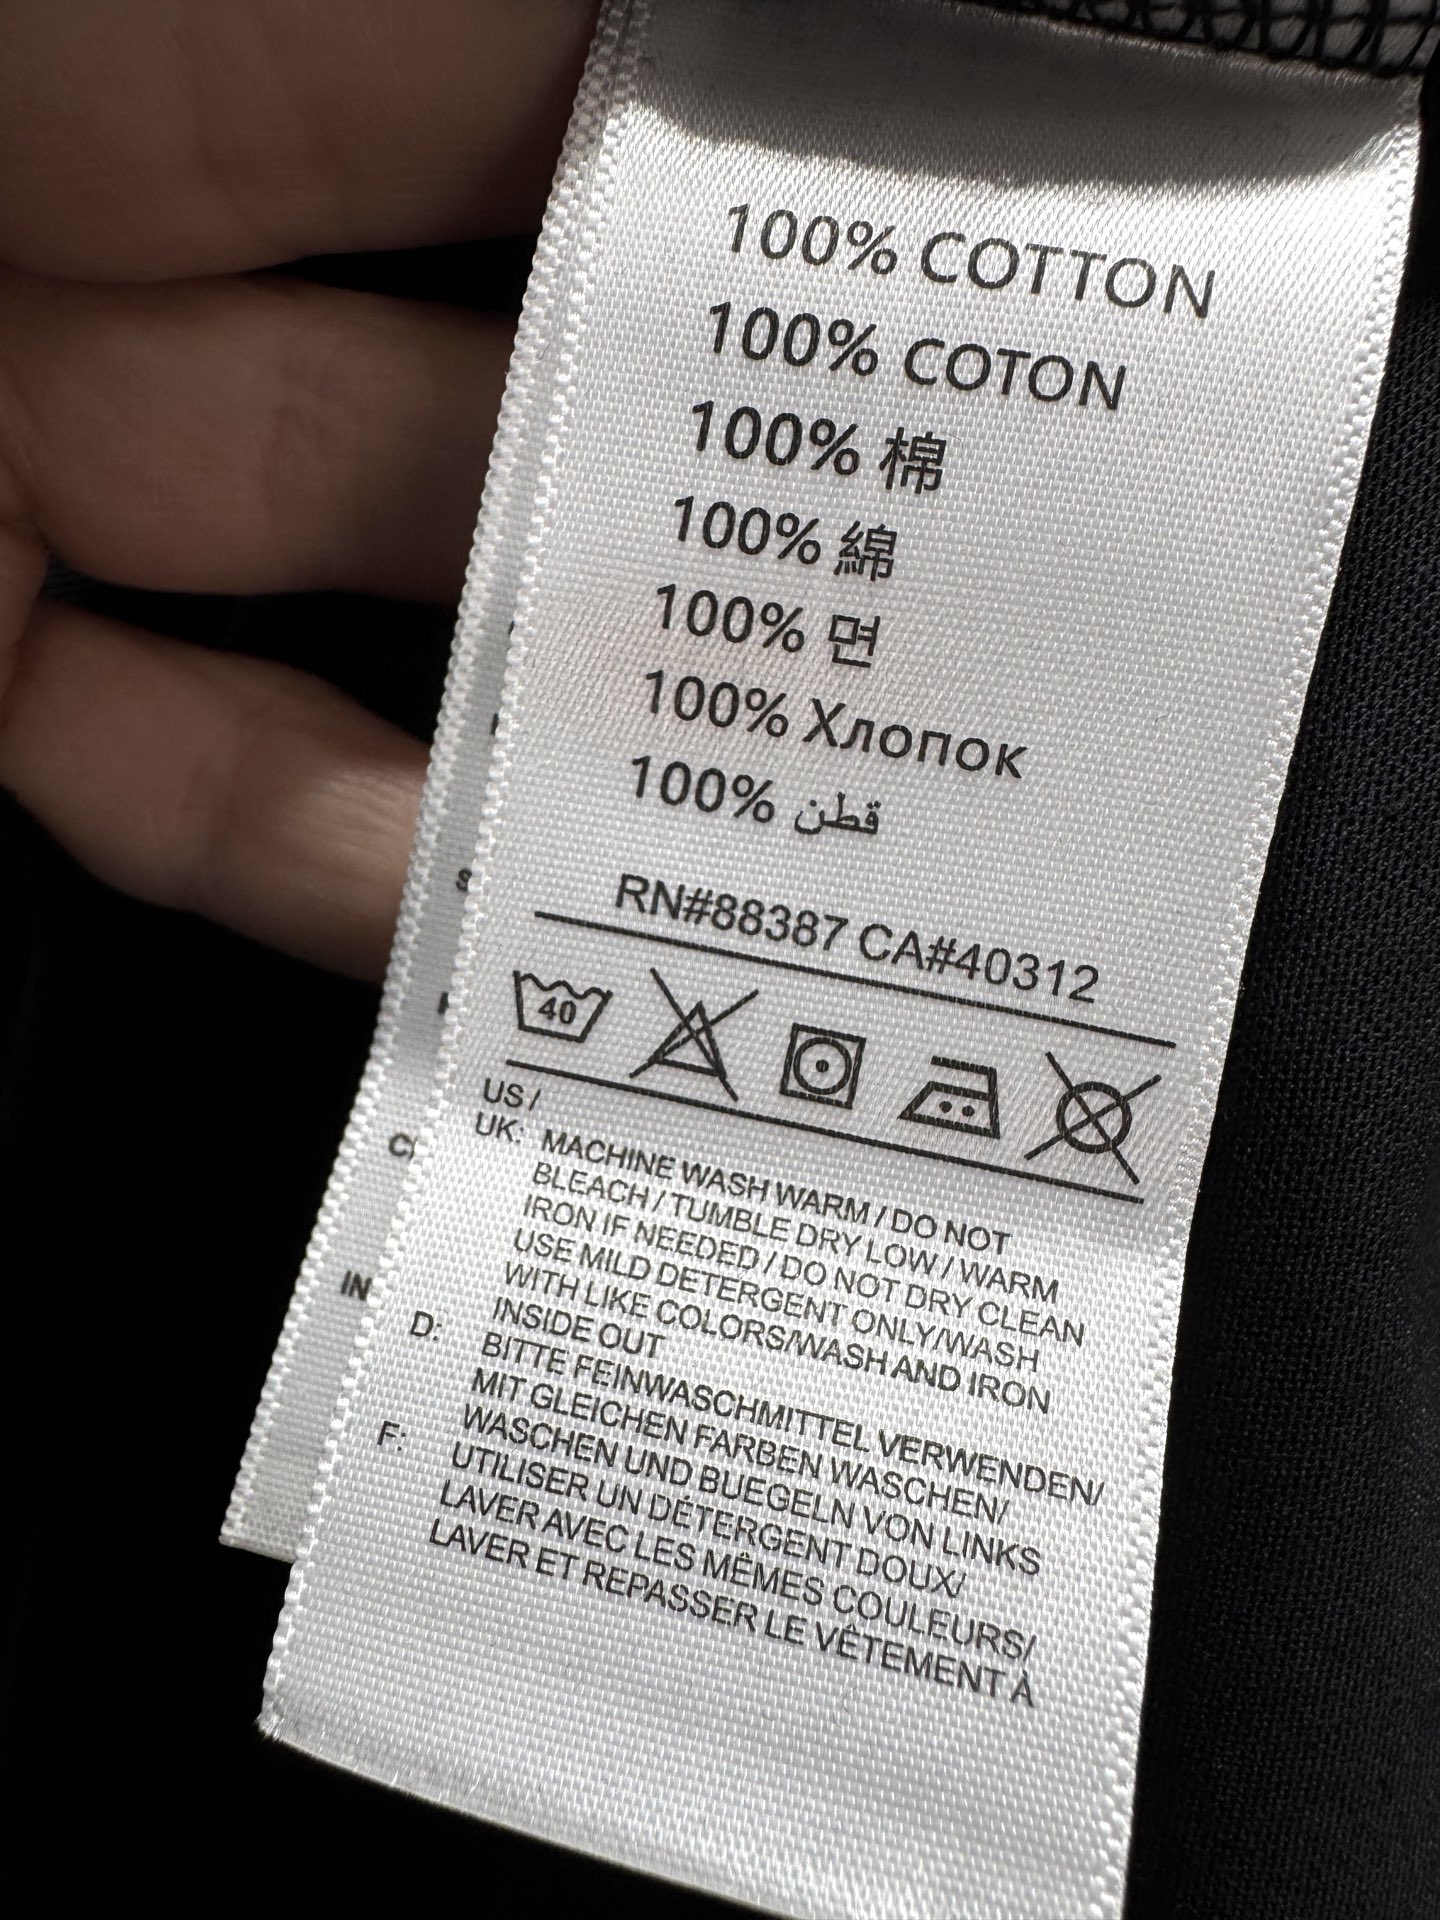 100% COTTON
100% COTON
100% 棉
100% 綿
100% 면
100% Хлопок
100% قطن
RN#88387 CA#40312
40
US /
UK: MACHINE WASH WARM / DO NOT
BLEACH / TUMBLE DRY LOW / WARM
IRON IF NEEDED / DO NOT DRY CLEAN
USE MILD DETERGENT ONLY/WASH
WITH LIKE COLORS/WASH AND IRON
INSIDE OUT
D: BITTE FEINWASCHMITTEL VERWENDEN/
MIT GLEICHEN FARBEN WASCHEN/
WASCHEN UND BUEGELN VON LINKS
F: UTILISER UN DÉTERGENT DOUX/
LAVER AVEC LES MÊMES COULEURS/
LAVER ET REPASSER LE VÊTEMENT À